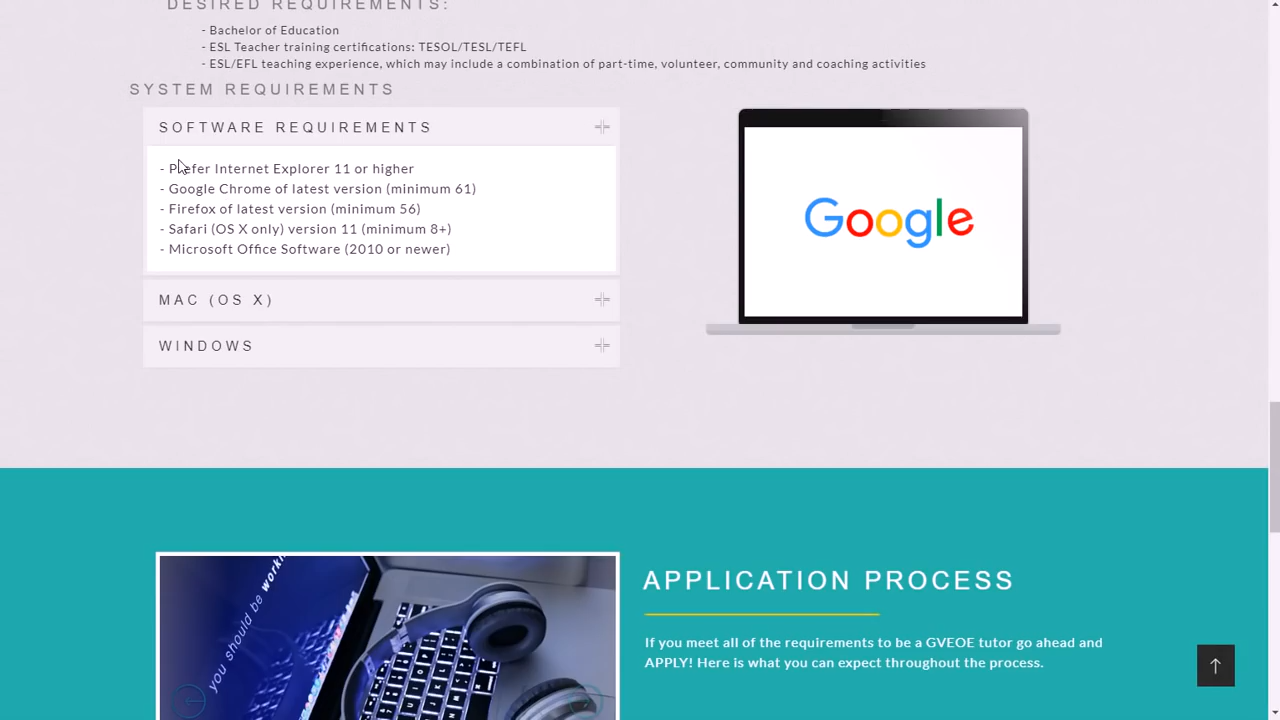 DESIRED REQUIREMENTS:
- Bachelor of Education
- ESL Teacher training certifications: TESOL/TESL/TEFL
- ESL/EFL teaching experience, which may include a combination of part-time, volunteer, community and coaching activities
SYSTEM REQUIREMENTS
SOFTWARE REQUIREMENTS
- Prefer Internet Explorer 11 or higher
- Google Chrome of latest version (minimum 61)
- Firefox of latest version (minimum 56)
- Safari (OS X only) version 11 (minimum 8+)
- Microsoft Office Software (2010 or newer)
MAC (OS X)
WINDOWS
Google
you should be
APPLICATION PROCESS
If you meet all of the requirements to be a GVEOE tutor go ahead and
APPLY! Here is what you can expect throughout the process.